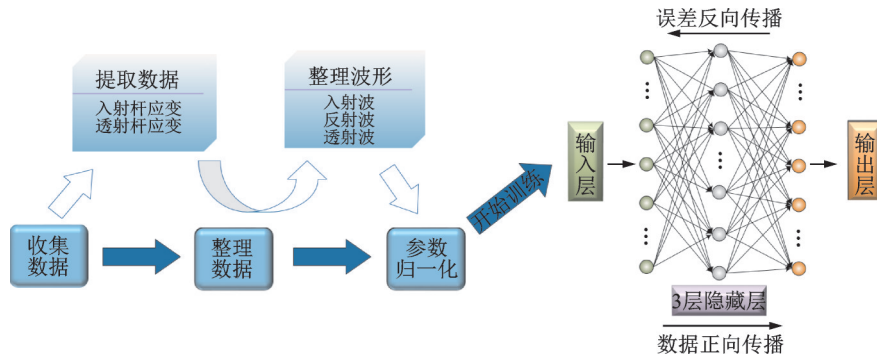 提取数据
入射杆应变
透射杆应变
整理波形
入射波
反射波
透射波
收集
数据
整理
数据
参数
归一化
开始训练
误差反向传播
输入层
输出层
3层隐藏层
数据正向传播